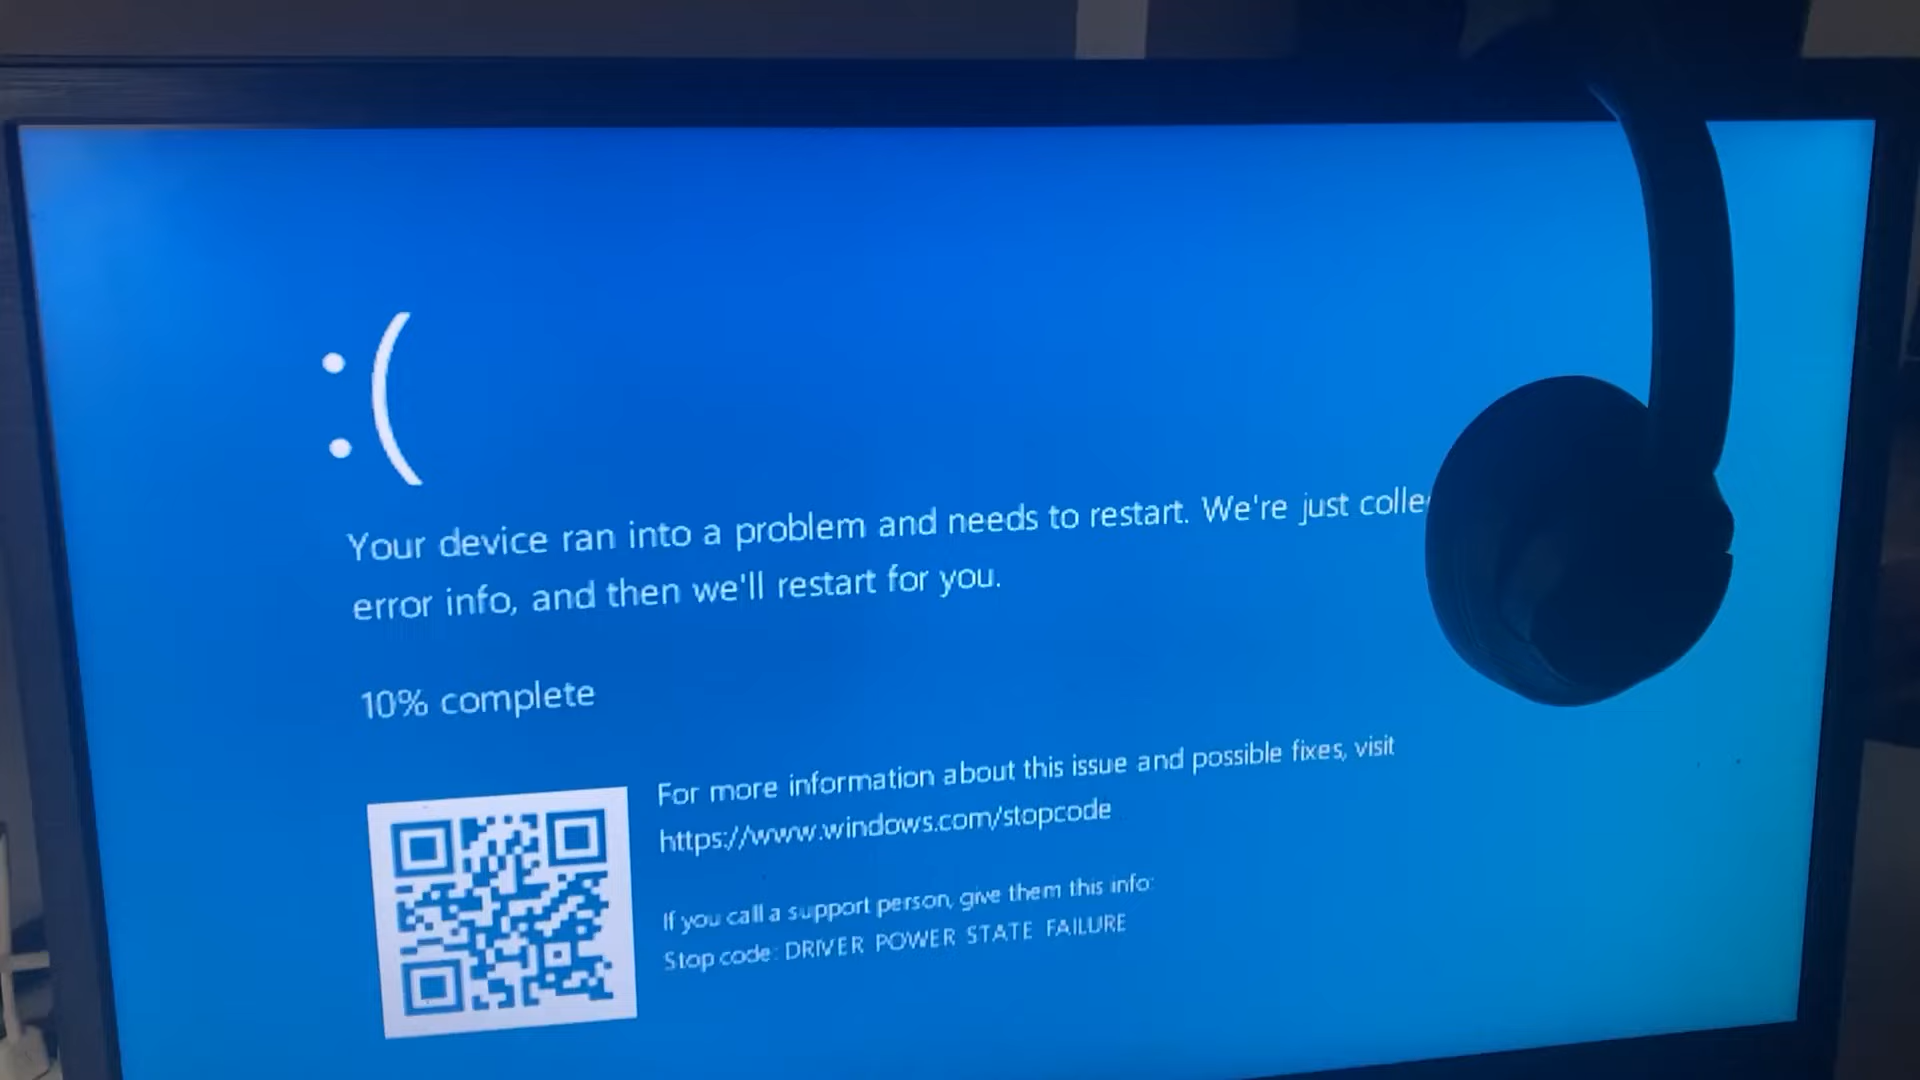 :(
Your device ran into a problem and needs to restart. We're just colle
error info, and then we'll restart for you.
10% complete
For more information about this issue and possible fixes, visit
https://www.windows.com/stopcode
If you call a support person, give them this info:
Stop code: DRIVER POWER STATE FAILURE